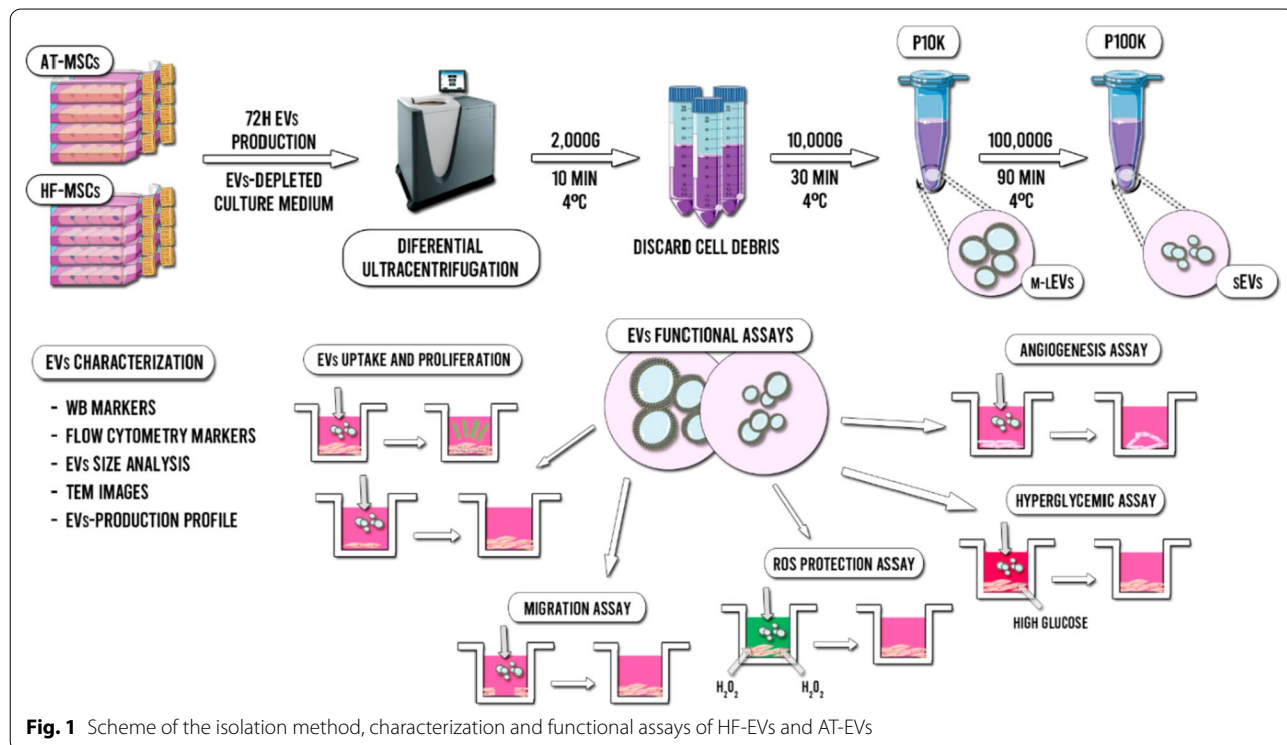 AT-MSCs
HF-MSCs
72H EVs
PRODUCTION
EVs-DEPLETED
CULTURE MEDIUM
DIFERENTIAL
ULTRACENTRIFUGATION
2,000G
10 MIN
4ºC
DISCARD CELL DEBRIS
10,000G
30 MIN
4ºC
P10K
M-LEVs
100,000G
90 MIN
4ºC
P100K
sEVs
EVs CHARACTERIZATION
- WB MARKERS
- FLOW CYTOMETRY MARKERS
- EVs SIZE ANALYSIS
- TEM IMAGES
- EVs-PRODUCTION PROFILE
EVs UPTAKE AND PROLIFERATION
EVs FUNCTIONAL ASSAYS
ANGIOGENESIS ASSAY
HYPERGLYCEMIC ASSAY
HIGH GLUCOSE
ROS PROTECTION ASSAY
H2O2
H2O2
MIGRATION ASSAY
Fig. 1 Scheme of the isolation method, characterization and functional assays of HF-EVs and AT-EVs